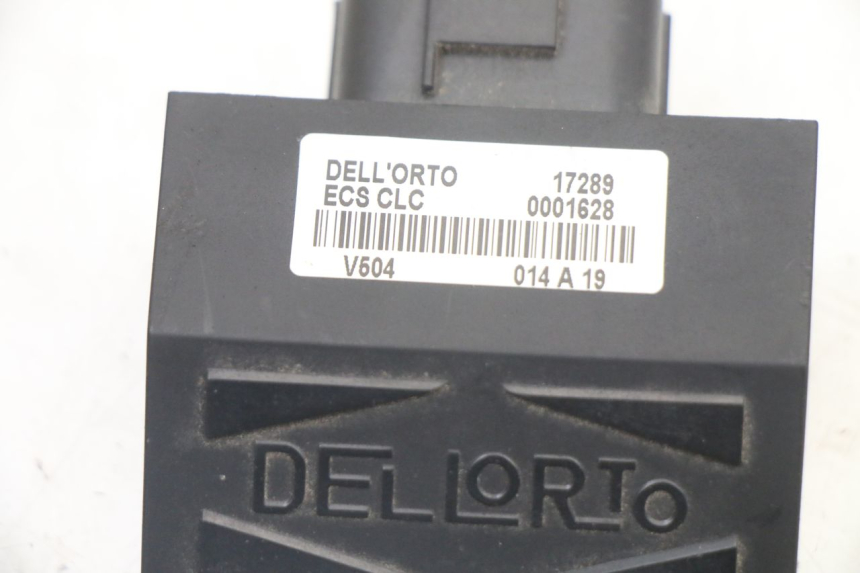 DELL'ORTO 17289
ECS CLC 0001628
V504 014 A 19
DELLORTO